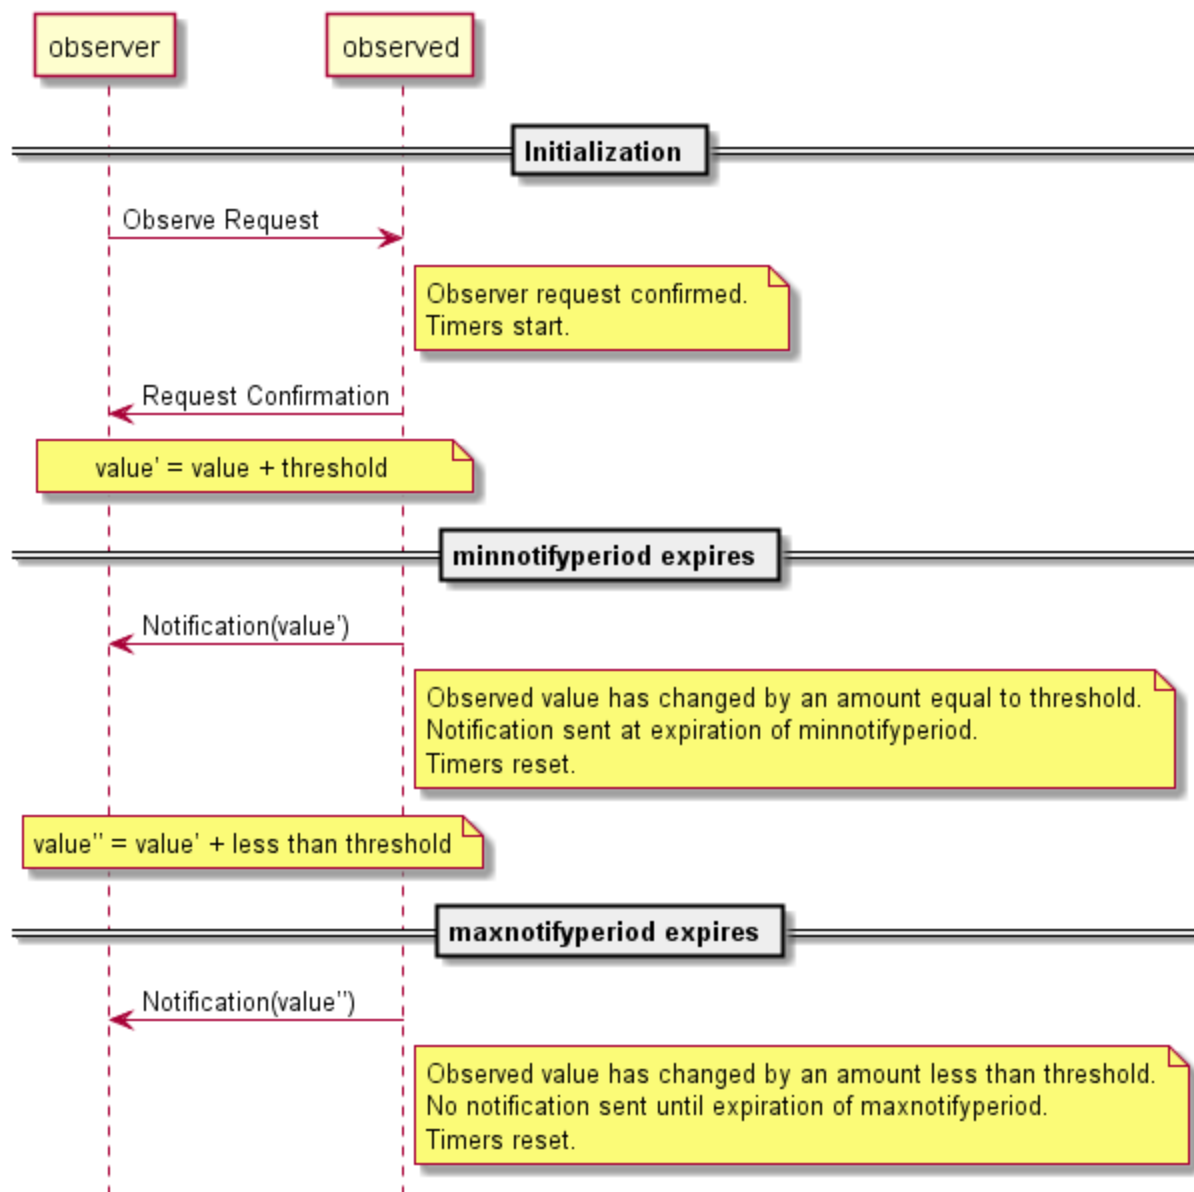 observer
observed
Initialization
Observe Request
Observer request confirmed.
Timers start.
Request Confirmation
value' = value + threshold
minnotifyperiod expires
Notification(value')
Observed value has changed by an amount equal to threshold.
Notification sent at expiration of minnotifyperiod.
Timers reset.
value'' = value' + less than threshold
maxnotifyperiod expires
Notification(value'')
Observed value has changed by an amount less than threshold.
No notification sent until expiration of maxnotifyperiod.
Timers reset.